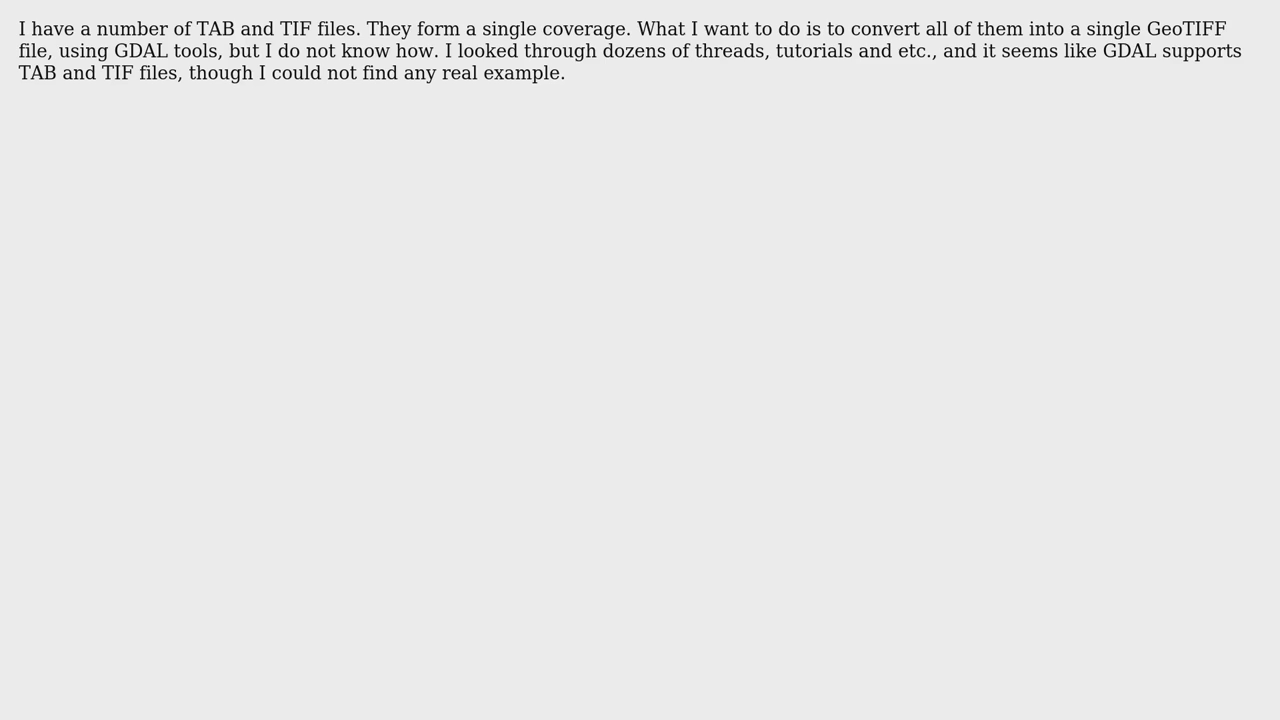 I have a number of TAB and TIF files. They form a single coverage. What I want to do is to convert all of them into a single GeoTIFF
file, using GDAL tools, but I do not know how. I looked through dozens of threads, tutorials and etc., and it seems like GDAL supports
TAB and TIF files, though I could not find any real example.